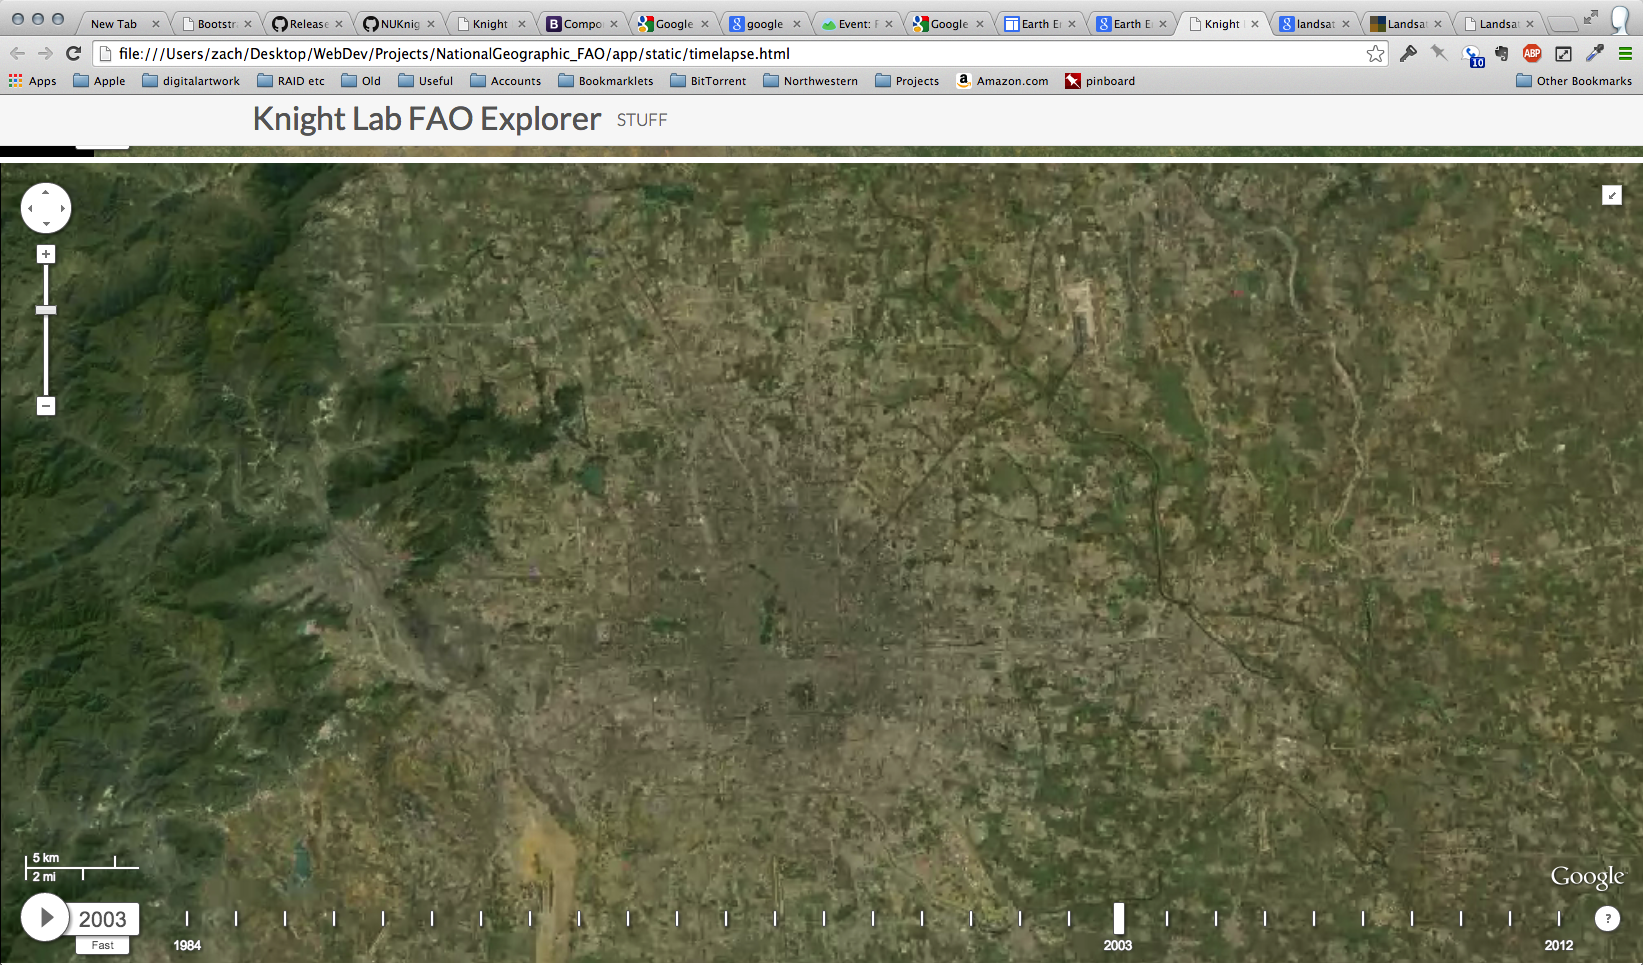 New Tab Bootstr Release NUKnig Knight Compo Google google Event: F Google Earth En Earth E Knight landsat Landsat Landsat
file:///Users/zach/Desktop/WebDev/Projects/NationalGeographic_FAO/app/static/timelapse.html 10 ABP
Apps Apple digitalartwork RAID etc Old Useful Accounts Bookmarklets BitTorrent Northwestern Projects Amazon.com pinboard Other Bookmarks
Knight Lab FAO Explorer STUFF
5 km
2 mi
Google
2003
Fast
1984 2003 2012
?